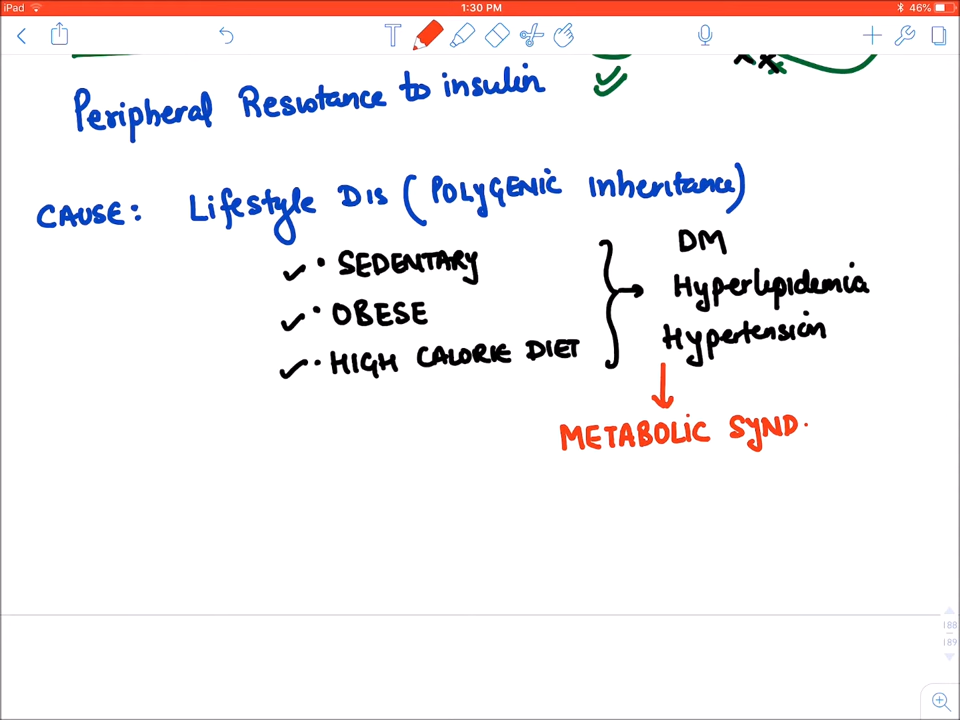 iPad 1:30 PM 46%
T
Peripheral Resistance to insulin
CAUSE: Lifestyle DIS (POLYGENIC Inheritance)
✓ • SEDENTARY
✓ • OBESE
✓ • HIGH CALORIE DIET
DM
Hyperlipidemia
Hypertension
METABOLIC SYND.
188
189